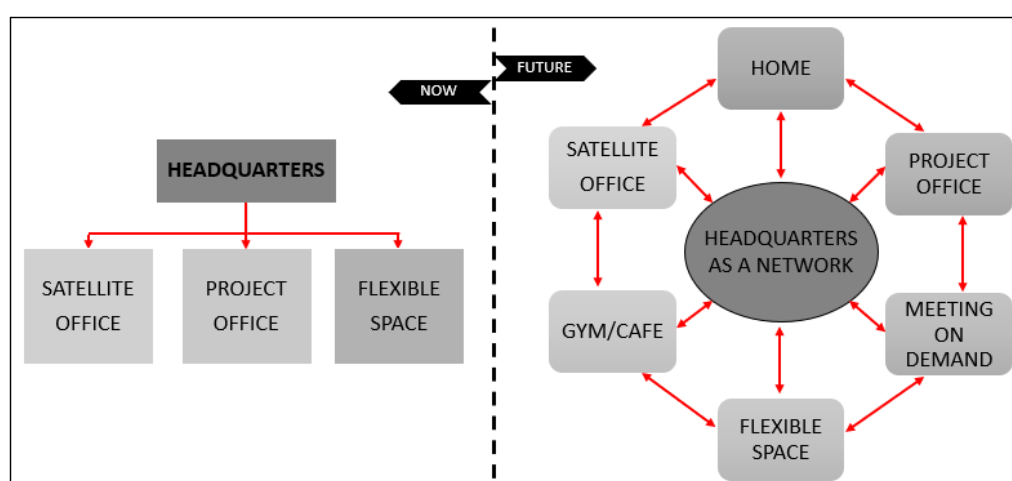 NOW
FUTURE
HEADQUARTERS
SATELLITE
OFFICE
PROJECT
OFFICE
FLEXIBLE
SPACE
HOME
SATELLITE
OFFICE
PROJECT
OFFICE
HEADQUARTERS
AS A NETWORK
GYM/CAFE
MEETING
ON
DEMAND
FLEXIBLE
SPACE